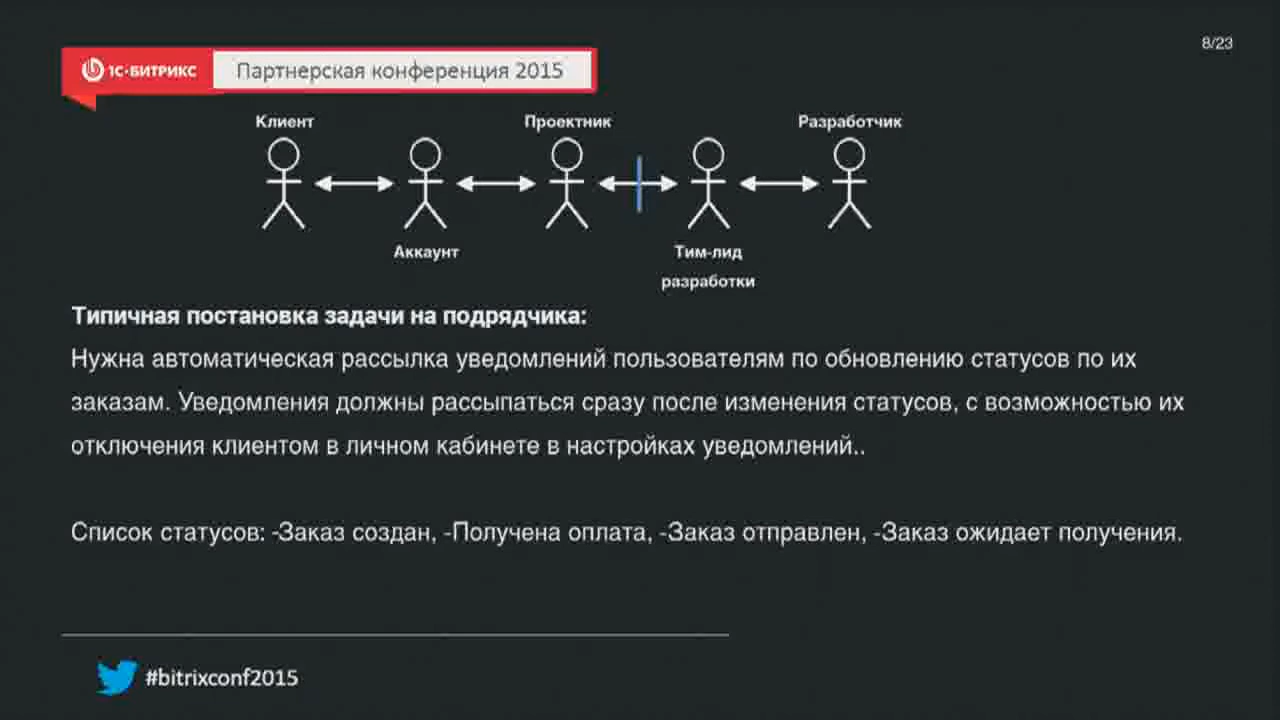 8/23
1С-БИТРИКС
Партнерская конференция 2015
Клиент
Проектник
Разработчик
Аккаунт
Тим-лид
разработки
Типичная постановка задачи на подрядчика:
Нужна автоматическая рассылка уведомлений пользователям по обновлению статусов по их
заказам. Уведомления должны рассыпаться сразу после изменения статусов, с возможностью их
отключения клиентом в личном кабинете в настройках уведомлений..
Список статусов: -Заказ создан, -Получена оплата, -Заказ отправлен, -Заказ ожидает получения.
#bitrixconf2015